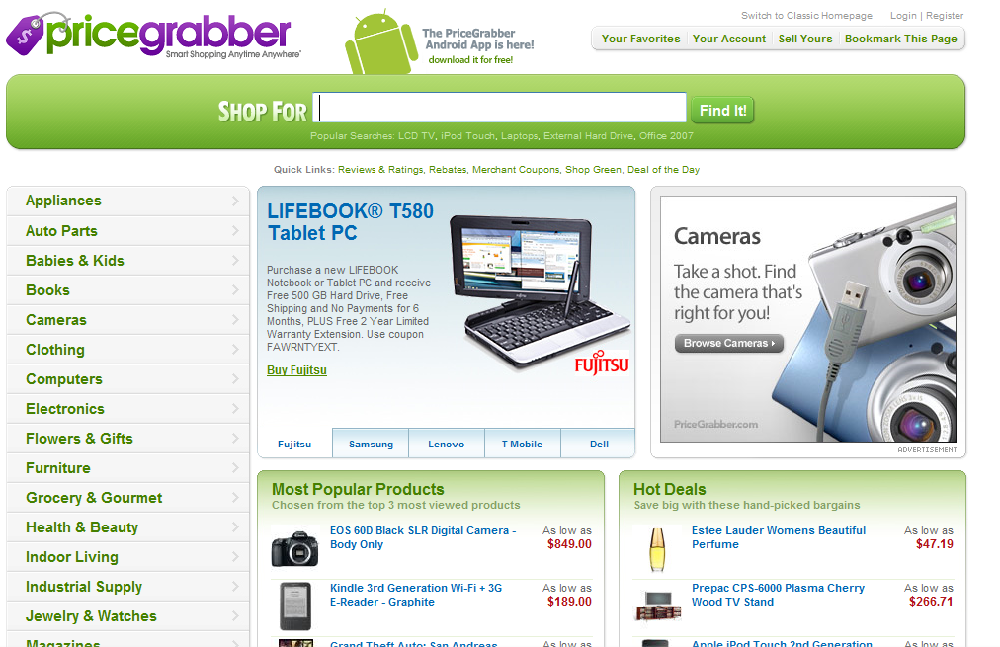 Switch to Classic Homepage Login | Register
pricegrabber
Smart Shopping Anytime Anywhere
The PriceGrabber
Android App is here!
download it for free!
Your Favorites Your Account Sell Yours Bookmark This Page
SHOP FOR Find It!
Popular Searches: LCD TV, iPod Touch, Laptops, External Hard Drive, Office 2007
Quick Links: Reviews & Ratings, Rebates, Merchant Coupons, Shop Green, Deal of the Day
Appliances
Auto Parts
Babies & Kids
Books
Cameras
Clothing
Computers
Electronics
Flowers & Gifts
Furniture
Grocery & Gourmet
Health & Beauty
Indoor Living
Industrial Supply
Jewelry & Watches
Magazines
LIFEBOOK® T580
Tablet PC
Purchase a new LIFEBOOK
Notebook or Tablet PC and receive
Free 500 GB Hard Drive, Free
Shipping and No Payments for 6
Months, PLUS Free 2 Year Limited
Warranty Extension. Use coupon
FAWRNTYEXT.
Buy Fujitsu
FUJITSU
Fujitsu Samsung Lenovo T-Mobile Dell
Cameras
Take a shot. Find
the camera that's
right for you!
Browse Cameras
PriceGrabber.com
ADVERTISEMENT
Most Popular Products
Chosen from the top 3 most viewed products
EOS 60D Black SLR Digital Camera - As low as
Body Only $849.00
Kindle 3rd Generation Wi-Fi + 3G As low as
E-Reader - Graphite $189.00
Grand Theft Auto: San Andreas As low as
Hot Deals
Save big with these hand-picked bargains
Estee Lauder Womens Beautiful As low as
Perfume $47.19
Prepac CPS-6000 Plasma Cherry As low as
Wood TV Stand $266.71
Apple iPod Touch 2nd Generation As low as